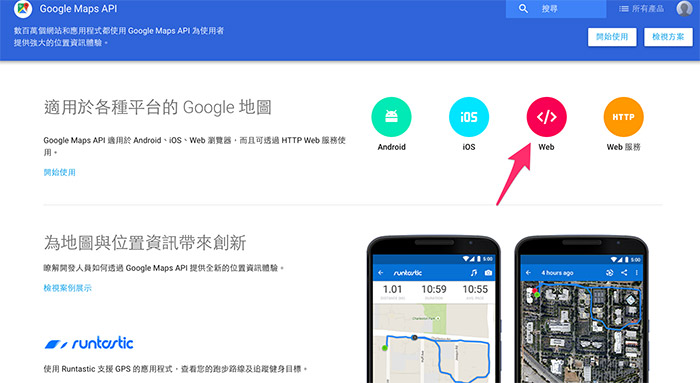 Google Maps API
搜尋
所有產品
數百萬個網站和應用程式都使用 Google Maps API 為使用者
提供強大的位置資訊體驗。
開始使用
檢視方案
適用於各種平台的 Google 地圖
Google Maps API 適用於 Android、iOS、Web 瀏覽器，而且可透過 HTTP Web 服務使
用。
開始使用
iOS
</>
HTTP
Android
iOS
Web
Web 服務
為地圖與位置資訊帶來創新
瞭解開發人員如何透過 Google Maps API 提供全新的位置資訊體驗。
檢視案例展示
runtastic
使用 Runtastic 支援 GPS 的應用程式，查看您的跑步路線及追蹤健身目標。
5:00
runtastic
1.01
10:59
10:55
DURATION
5:00
4 hours ago